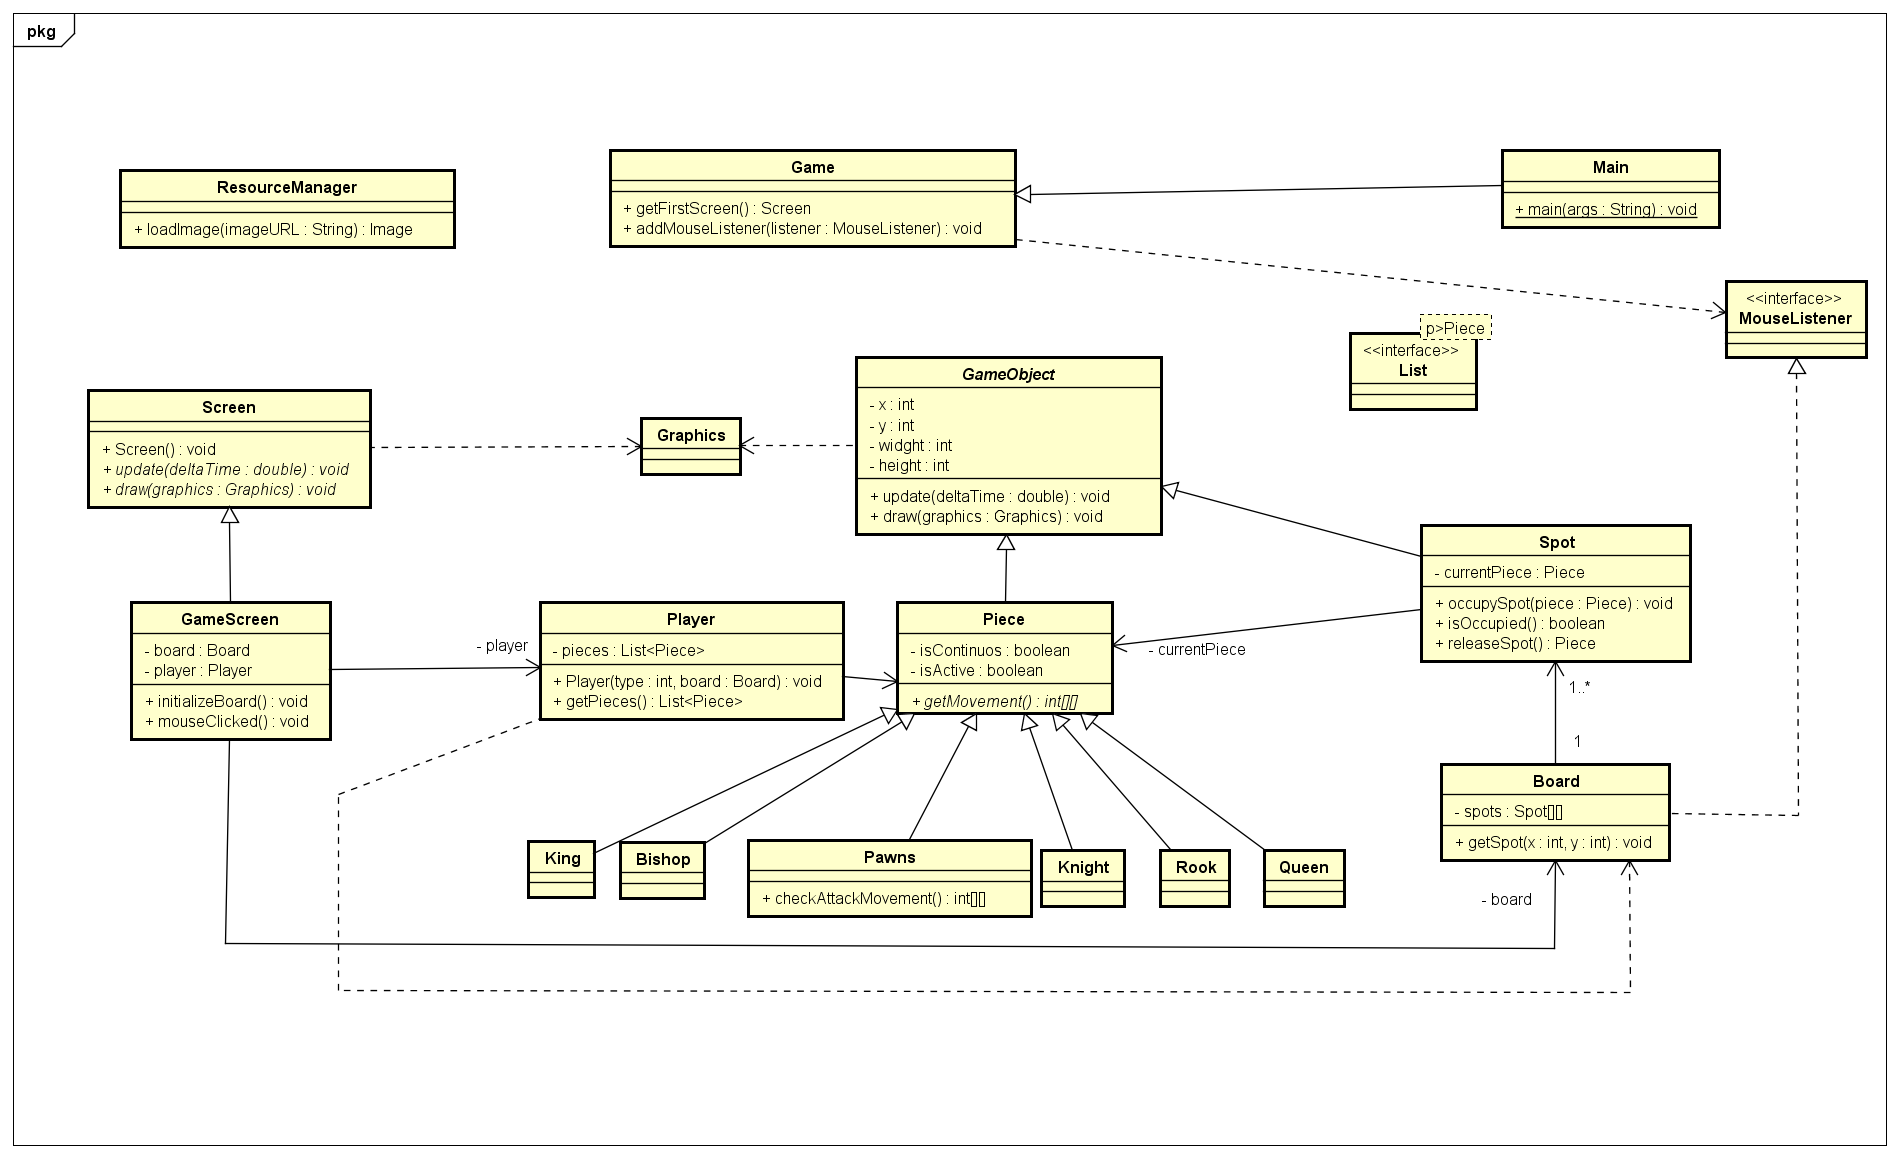 pkg
ResourceManager
+ loadImage(imageURL : String) : Image
Game
+ getFirstScreen() : Screen
+ addMouseListener(listener : MouseListener) : void
Main
+ main(args : String) : void
<<interface>>
MouseListener
p>Piece
<<interface>>
List
Screen
+ Screen() : void
+ update(deltaTime : double) : void
+ draw(graphics : Graphics) : void
Graphics
GameObject
- x : int
- y : int
- widght : int
- height : int
+ update(deltaTime : double) : void
+ draw(graphics : Graphics) : void
Spot
- currentPiece : Piece
+ occupySpot(piece : Piece) : void
+ isOccupied() : boolean
+ releaseSpot() : Piece
GameScreen
- board : Board
- player : Player
+ initializeBoard() : void
+ mouseClicked() : void
- player
Player
- pieces : List<Piece>
+ Player(type : int, board : Board) : void
+ getPieces() : List<Piece>
Piece
- isContinuos : boolean
- isActive : boolean
+ getMovement() : int[][]
- currentPiece
1..*
1
Board
- spots : Spot[][]
+ getSpot(x : int, y : int) : void
- board
King
Bishop
Pawns
+ checkAttackMovement() : int[][]
Knight
Rook
Queen